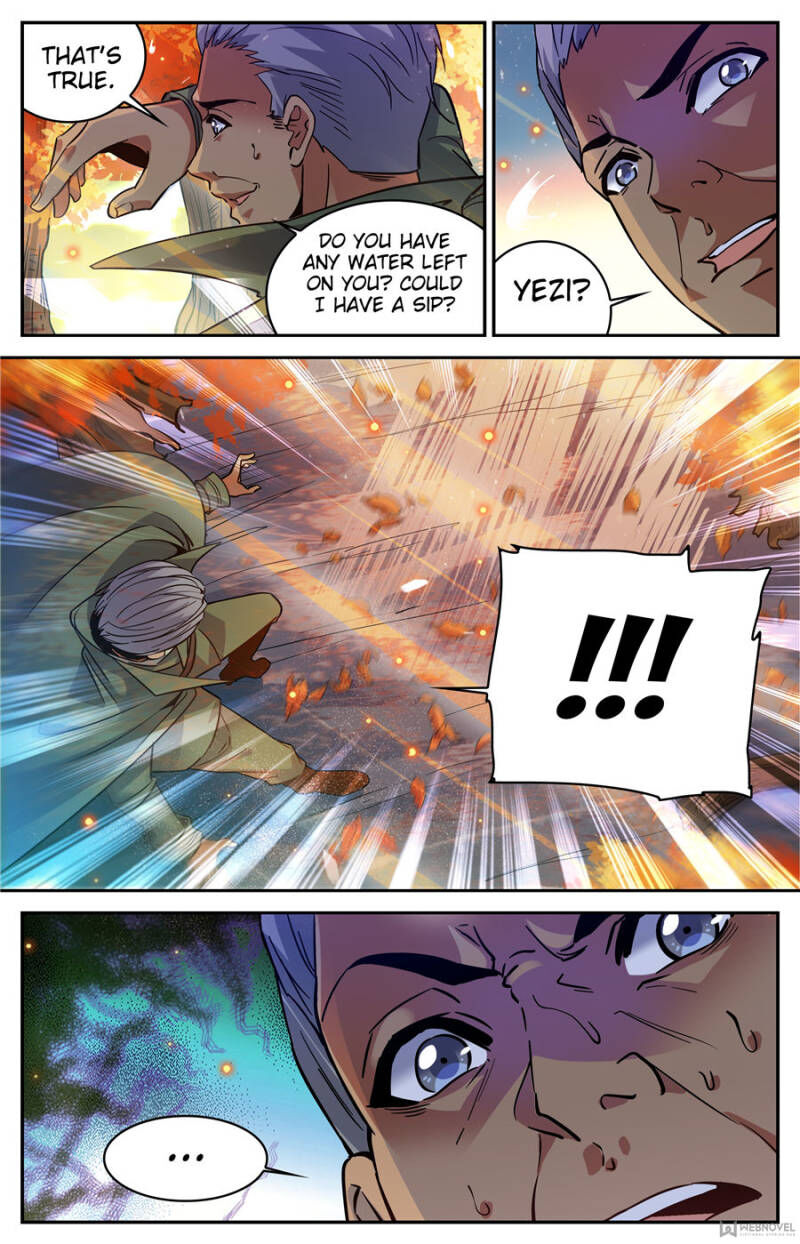 THAT'S
TRUE.
DO YOU HAVE
ANY WATER LEFT
ON YOU? COULD
I HAVE A SIP?
YEZI?
!!!
...
WEBNOVEL